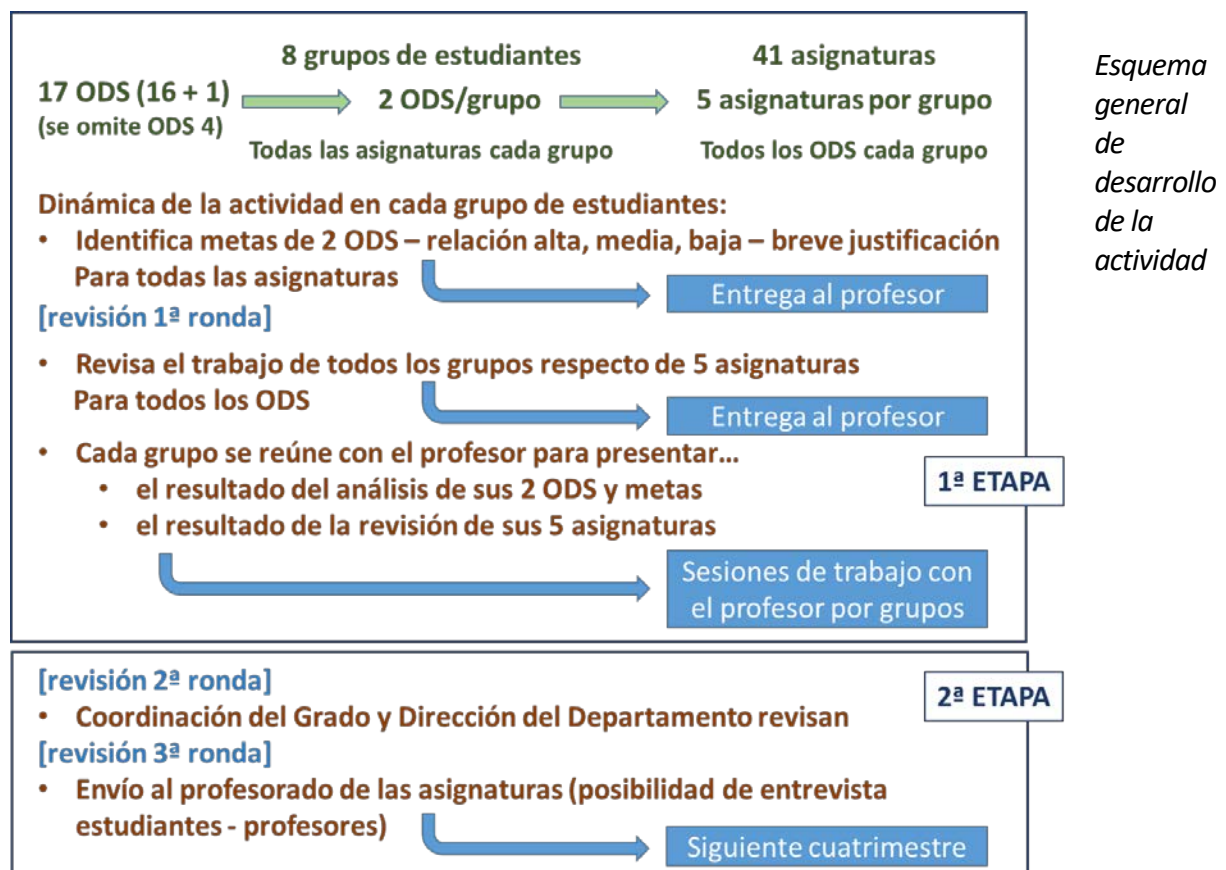 8 grupos de estudiantes
41 asignaturas
17 ODS (16 + 1)
2 ODS/grupo
5 asignaturas por grupo
(se omite ODS 4)
Todas las asignaturas cada grupo
Todos los ODS cada grupo
Dinámica de la actividad en cada grupo de estudiantes:
• Identifica metas de 2 ODS – relación alta, media, baja – breve justificación
Para todas las asignaturas
Entrega al profesor
[revisión 1ª ronda]
• Revisa el trabajo de todos los grupos respecto de 5 asignaturas
Para todos los ODS
Entrega al profesor
• Cada grupo se reúne con el profesor para presentar...
• el resultado del análisis de sus 2 ODS y metas
• el resultado de la revisión de sus 5 asignaturas
1ª ETAPA
Sesiones de trabajo con
el profesor por grupos
[revisión 2ª ronda]
2ª ETAPA
• Coordinación del Grado y Dirección del Departamento revisan
[revisión 3ª ronda]
• Envío al profesorado de las asignaturas (posibilidad de entrevista
estudiantes - profesores)
Siguiente cuatrimestre
Esquema
general
de
desarrollo
de la
actividad